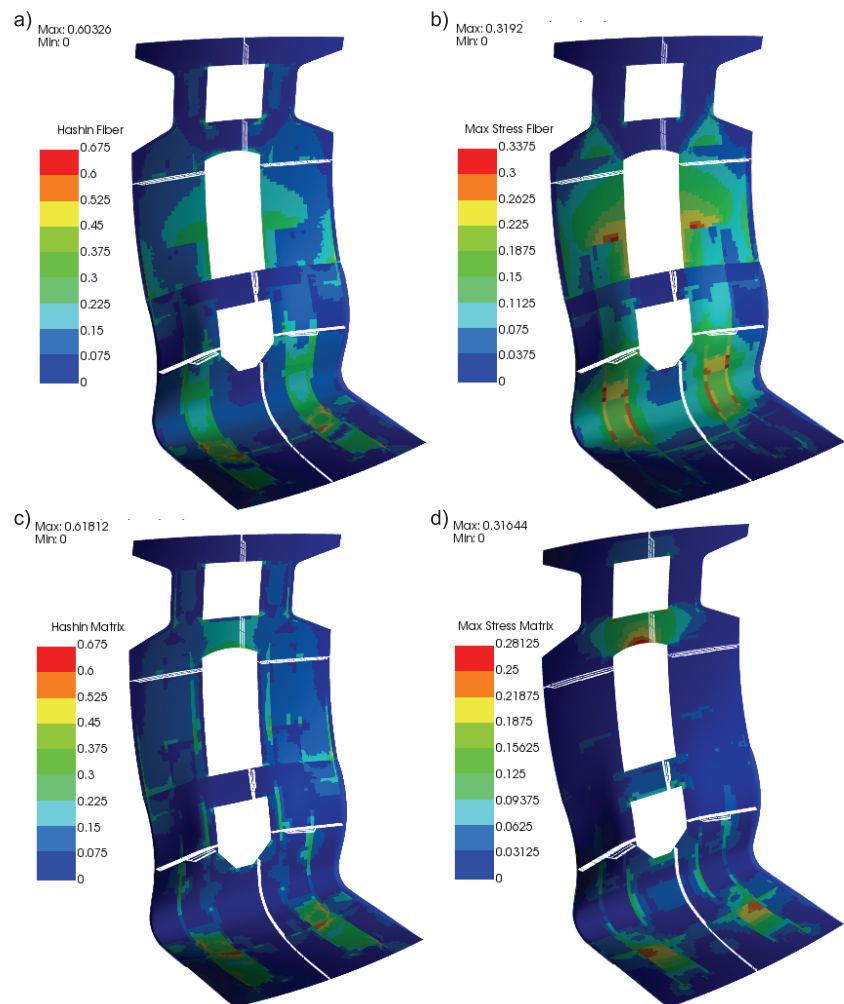 a)
Max: 0.60326
Min: 0
Hashin Fiber
0.675
0.6
0.525
0.45
0.375
0.3
0.225
0.15
0.075
0
b)
Max: 0.3192
Min: 0
Max Stress Fiber
0.3375
0.3
0.2625
0.225
0.1875
0.15
0.1125
0.075
0.0375
0
c)
Max: 0.61812
Min: 0
Hashin Matrix
0.675
0.6
0.525
0.45
0.375
0.3
0.225
0.15
0.075
0
d)
Max: 0.31644
Min: 0
Max Stress Matrix
0.28125
0.25
0.21875
0.1875
0.15625
0.125
0.09375
0.0625
0.03125
0